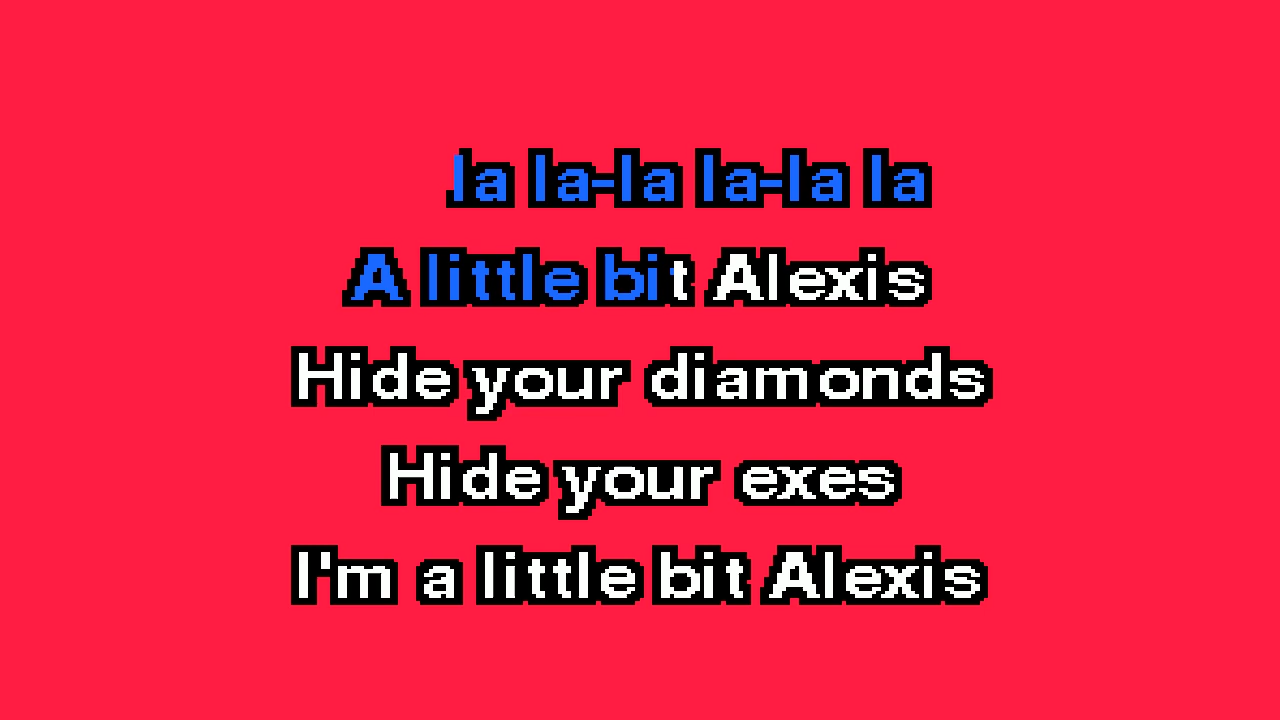 la la-la la-la la
A little bit Alexis
Hide your diamonds
Hide your exes
I'm a little bit Alexis